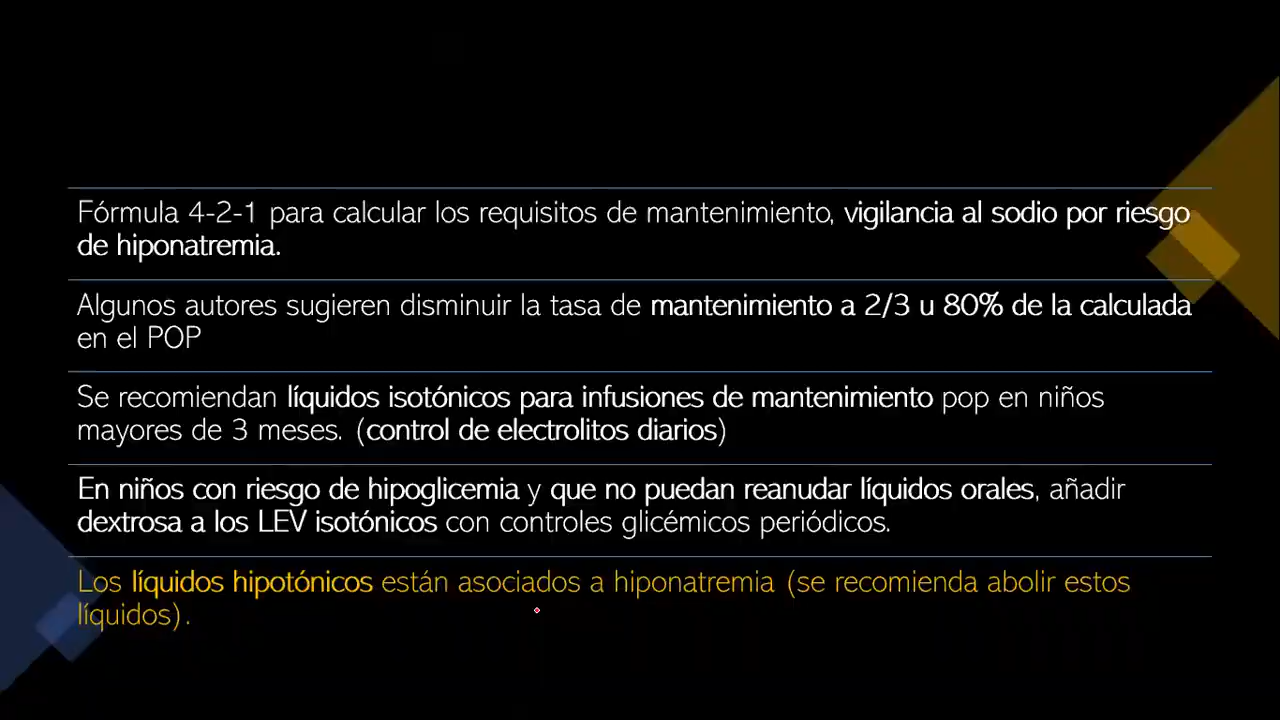 Fórmula 4-2-1 para calcular los requisitos de mantenimiento, vigilancia al sodio por riesgo
de hiponatremia.
Algunos autores sugieren disminuir la tasa de mantenimiento a 2/3 u 80% de la calculada
en el POP
Se recomiendan líquidos isotónicos para infusiones de mantenimiento pop en niños
mayores de 3 meses. (control de electrolitos diarios)
En niños con riesgo de hipoglicemia y que no puedan reanudar líquidos orales, añadir
dextrosa a los LEV isotónicos con controles glicémicos periódicos.
Los líquidos hipotónicos están asociados a hiponatremia (se recomienda abolir estos
líquidos).